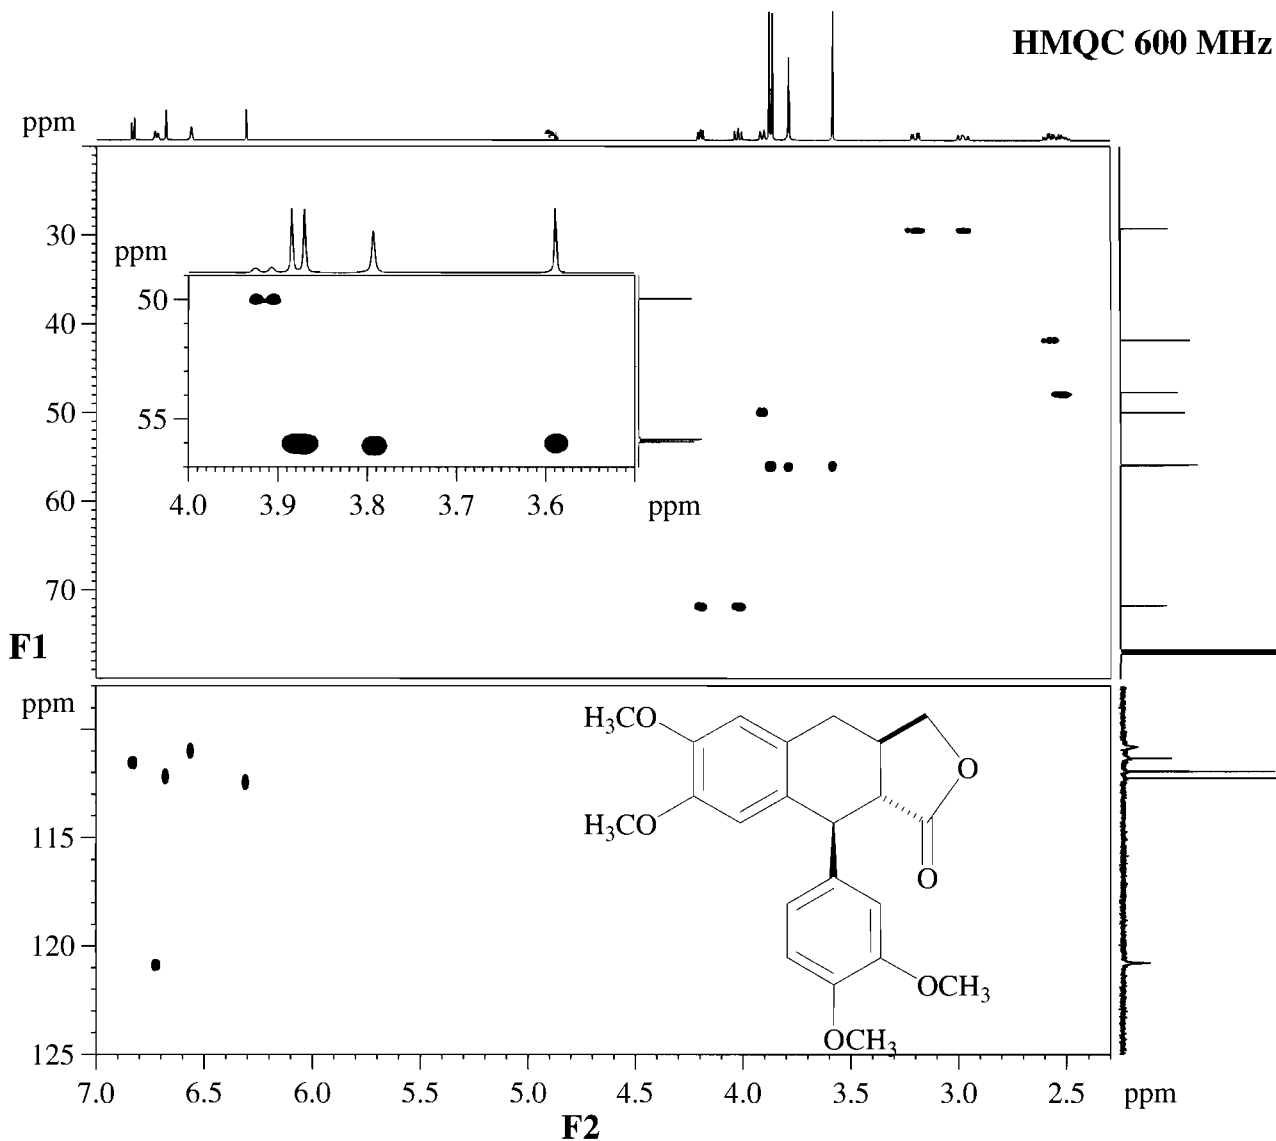 HMQC 600 MHz
ppm
30
40
50
60
70
F1
ppm
50
55
4.0 3.9 3.8 3.7 3.6 ppm
ppm
115
120
125
H3CO
H3CO
O
O
OCH3
OCH3
7.0 6.5 6.0 5.5 5.0 4.5 4.0 3.5 3.0 2.5 ppm
F2